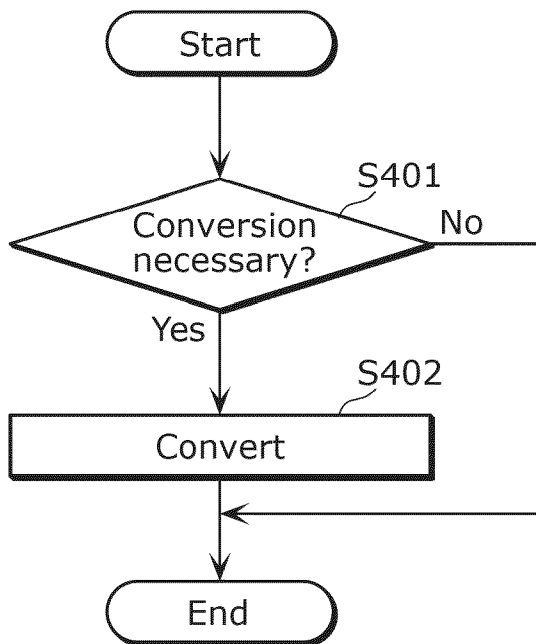 Start
S401
Conversion
necessary?
No
Yes
S402
Convert
End